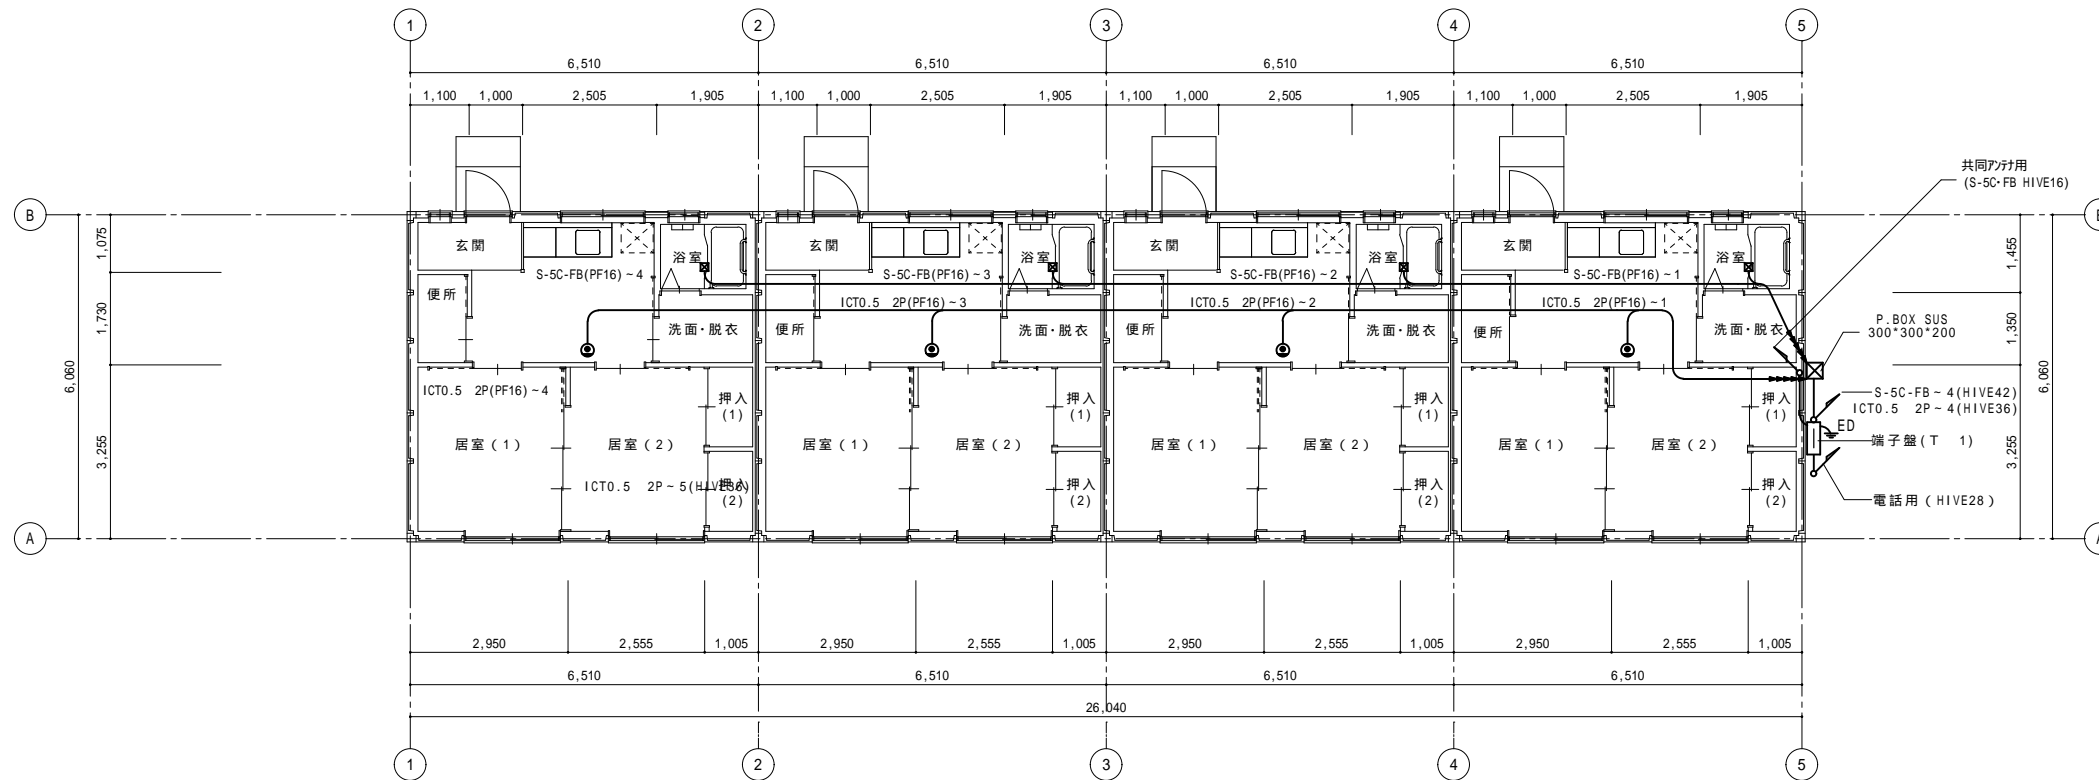 1 2 3 4 5
6,510 6,510 6,510 6,510
1,100 1,000 2,505 1,905 1,100 1,000 2,505 1,905 1,100 1,000 2,505 1,905 1,100 1,000 2,505 1,905
共同アンテナ用
(S-5C-FB HIVE16)
B B
1,075
1,730
3,255
6,060
玄関 浴室 玄関 浴室 玄関 浴室 玄関 浴室
S-5C-FB(PF16)~4 S-5C-FB(PF16)~3 S-5C-FB(PF16)~2 S-5C-FB(PF16)~1
便所 便所 便所 便所
ICT0.5 2P(PF16)~3 ICT0.5 2P(PF16)~2 ICT0.5 2P(PF16)~1
洗面・脱衣 洗面・脱衣 洗面・脱衣 洗面・脱衣
ICT0.5 2P(PF16)~4
押入
(1)
押入
(1)
押入
(1)
押入
(1)
居室(1) 居室(2) 居室(1) 居室(2) 居室(1) 居室(2) 居室(1) 居室(2)
ICT0.5 2P~5(HIVE36)
押入
(2)
押入
(2)
押入
(2)
押入
(2)
1,455
1,350
3,255
6,060
P.BOX SUS
300*300*200
S-5C-FB~4(HIVE42)
ICT0.5 2P~4(HIVE36)
ED
端子盤(T 1)
電話用(HIVE28)
A A
2,950 2,555 1,005 2,950 2,555 1,005 2,950 2,555 1,005 2,950 2,555 1,005
6,510 6,510 6,510 6,510
26,040
1 2 3 4 5